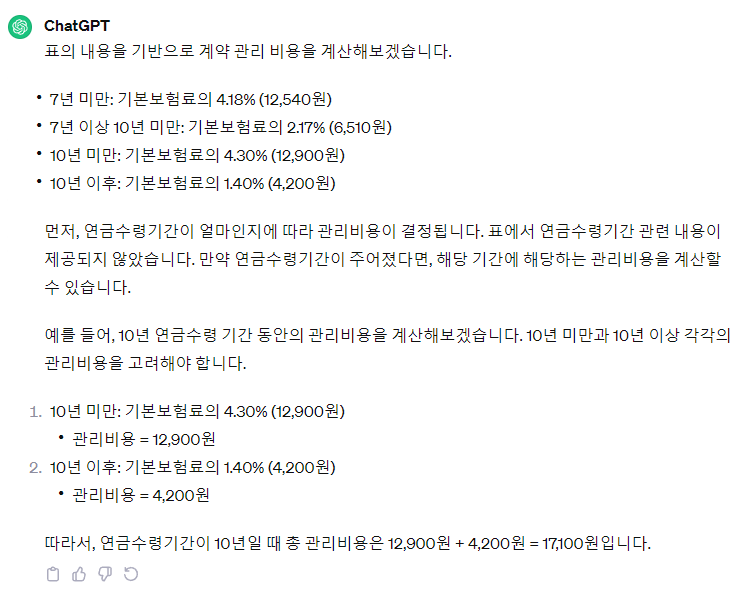 ChatGPT
표의 내용을 기반으로 계약 관리 비용을 계산해보겠습니다.
• 7년 미만: 기본보험료의 4.18% (12,540원)
• 7년 이상 10년 미만: 기본보험료의 2.17% (6,510원)
• 10년 미만: 기본보험료의 4.30% (12,900원)
• 10년 이후: 기본보험료의 1.40% (4,200원)
먼저, 연금수령기간이 얼마인지에 따라 관리비용이 결정됩니다. 표에서 연금수령기간 관련 내용이
제공되지 않았습니다. 만약 연금수령기간이 주어졌다면, 해당 기간에 해당하는 관리비용을 계산할
수 있습니다.
예를 들어, 10년 연금수령 기간 동안의 관리비용을 계산해보겠습니다. 10년 미만과 10년 이상 각각의
관리비용을 고려해야 합니다.
1. 10년 미만: 기본보험료의 4.30% (12,900원)
• 관리비용 = 12,900원
2. 10년 이후: 기본보험료의 1.40% (4,200원)
• 관리비용 = 4,200원
따라서, 연금수령기간이 10년일 때 총 관리비용은 12,900원 + 4,200원 = 17,100원입니다.